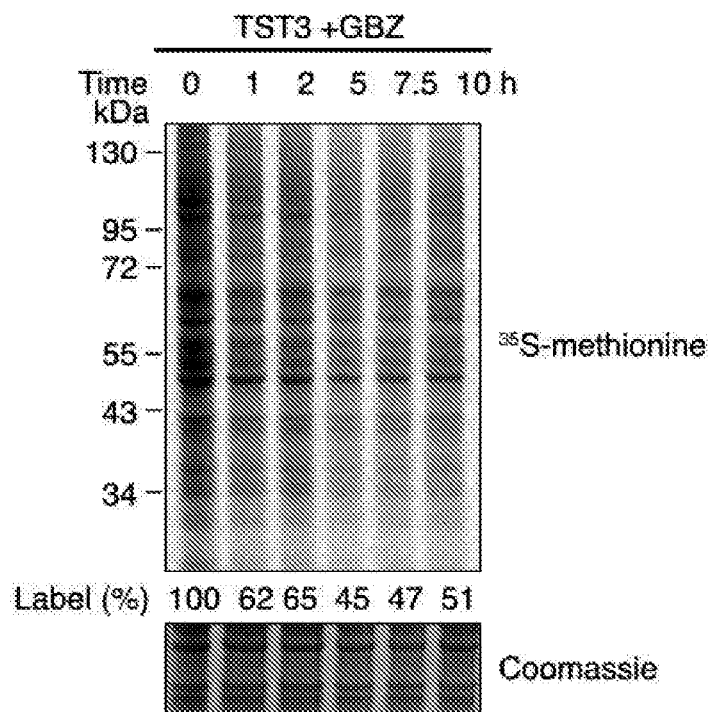 TST3 +GBZ
Time 0 1 2 5 7.5 10 h
kDa
130
95
72
55
³⁵S-methionine
43
34
Label (%) 100 62 65 45 47 51
Coomassie